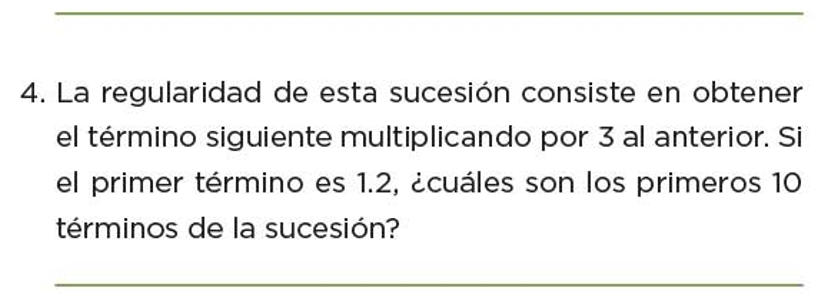 4. La regularidad de esta sucesión consiste en obtener
el término siguiente multiplicando por 3 al anterior. Si
el primer término es 1.2, ¿cuáles son los primeros 10
términos de la sucesión?